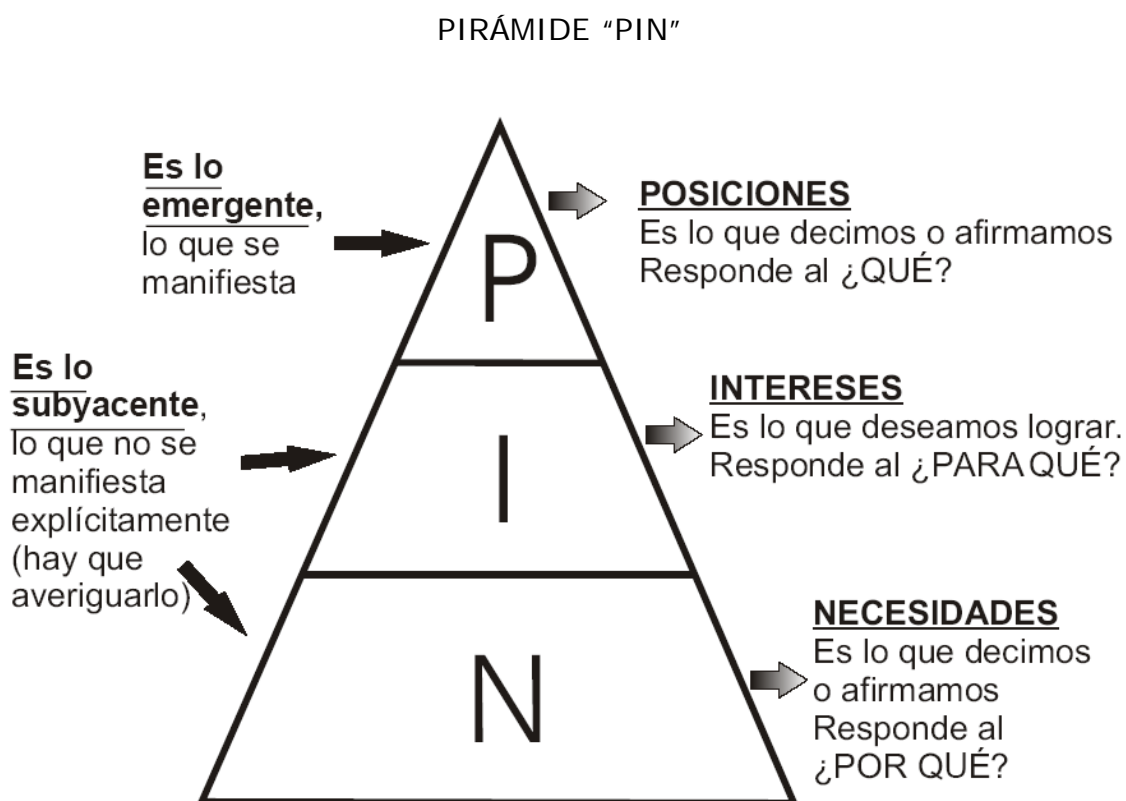 PIRÁMIDE “PIN”
Es lo
emergente,
lo que se
manifiesta
P
POSICIONES
Es lo que decimos o afirmamos
Responde al ¿QUÉ?
Es lo
subyacente,
lo que no se
manifiesta
explícitamente
(hay que
averiguarlo)
I
INTERESES
Es lo que deseamos lograr.
Responde al ¿PARA QUÉ?
N
NECESIDADES
Es lo que decimos
o afirmamos
Responde al
¿POR QUÉ?